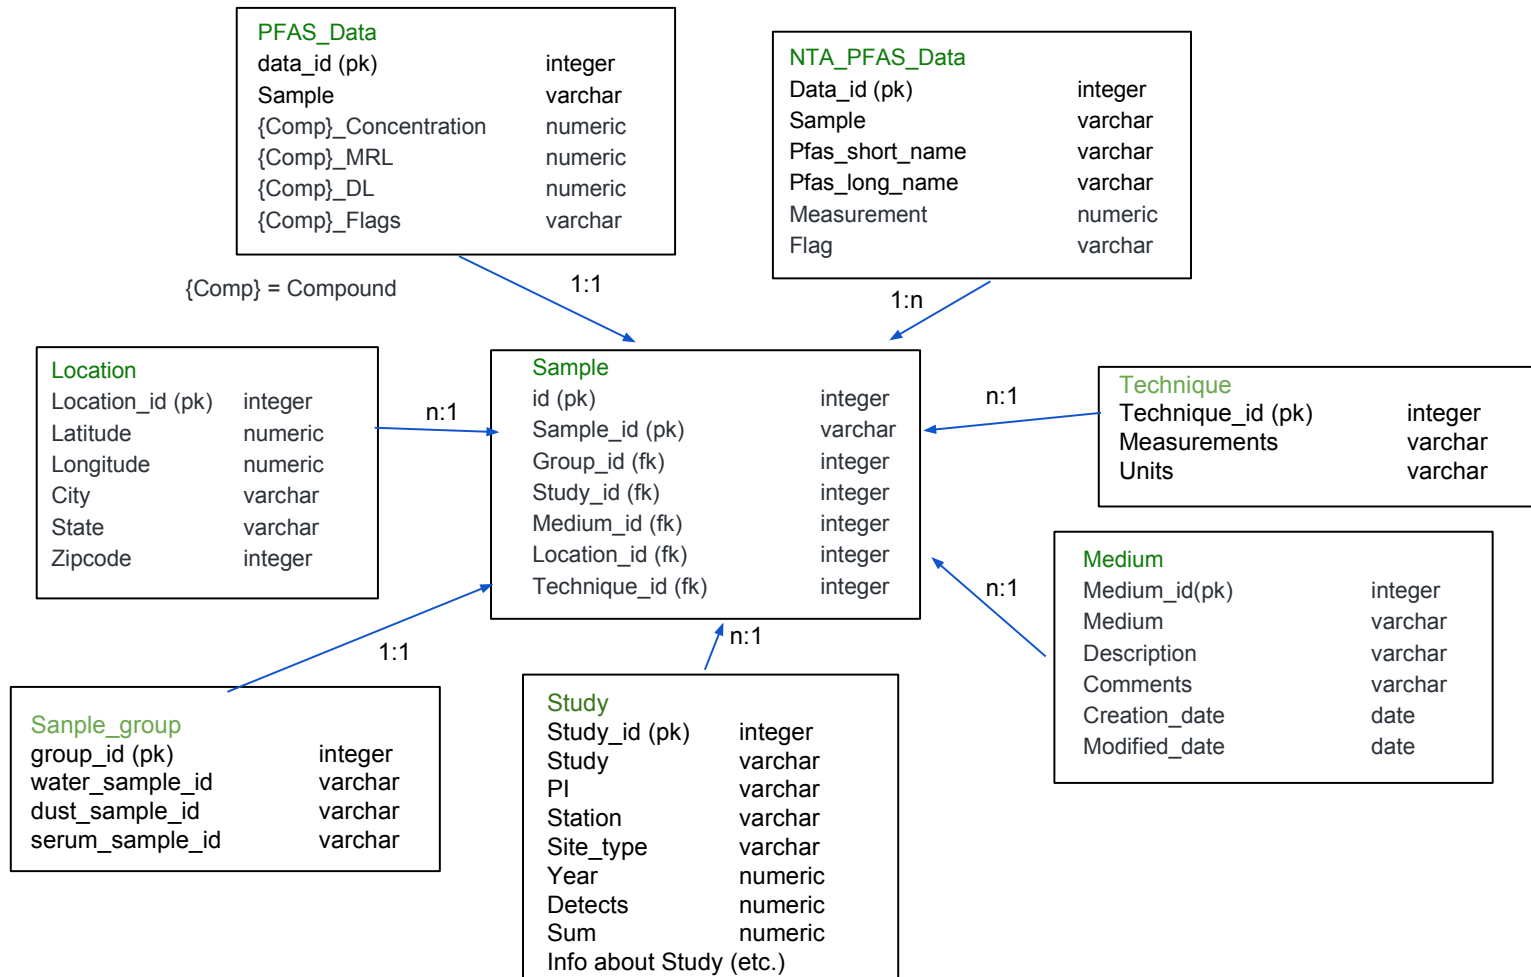 PFAS_Data
data_id (pk) integer
Sample varchar
{Comp}_Concentration numeric
{Comp}_MRL numeric
{Comp}_DL numeric
{Comp}_Flags varchar
NTA_PFAS_Data
Data_id (pk) integer
Sample varchar
Pfas_short_name varchar
Pfas_long_name varchar
Measurement numeric
Flag varchar
{Comp} = Compound
1:1
1:n
Location
Location_id (pk) integer
Latitude numeric
Longitude numeric
City varchar
State varchar
Zipcode integer
n:1
Sample
id (pk) integer
Sample_id (pk) varchar
Group_id (fk) integer
Study_id (fk) integer
Medium_id (fk) integer
Location_id (fk) integer
Technique_id (fk) integer
n:1
Technique
Technique_id (pk) integer
Measurements varchar
Units varchar
n:1
Medium
Medium_id(pk) integer
Medium varchar
Description varchar
Comments varchar
Creation_date date
Modified_date date
1:1
n:1
Sanple_group
group_id (pk) integer
water_sample_id varchar
dust_sample_id varchar
serum_sample_id varchar
Study
Study_id (pk) integer
Study varchar
PI varchar
Station varchar
Site_type varchar
Year numeric
Detects numeric
Sum numeric
Info about Study (etc.)